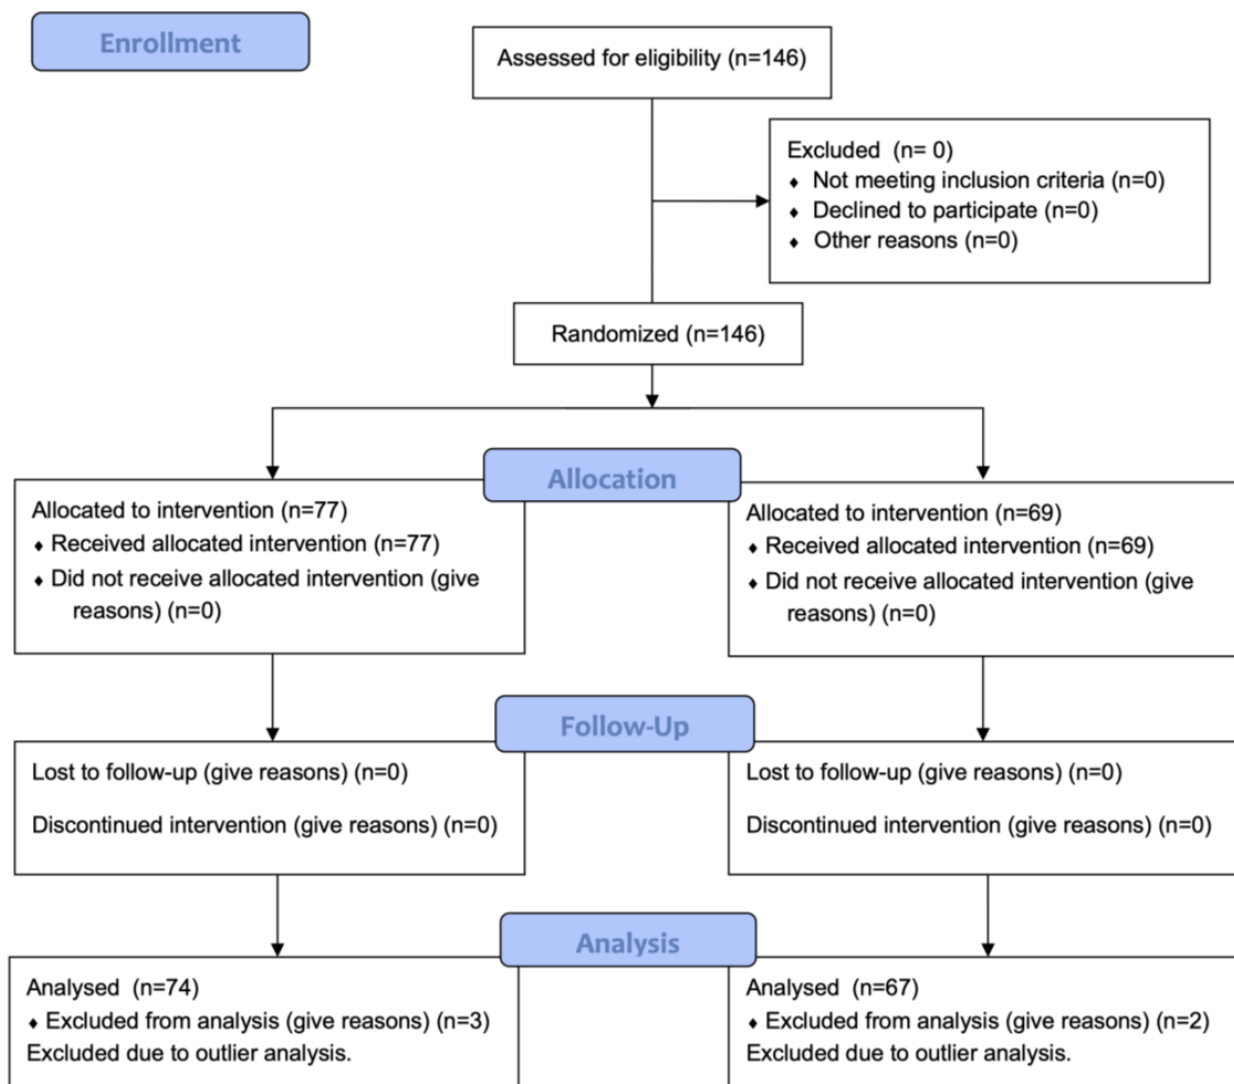 Enrollment
Assessed for eligibility (n=146)
Excluded (n= 0)
♦ Not meeting inclusion criteria (n=0)
♦ Declined to participate (n=0)
♦ Other reasons (n=0)
Randomized (n=146)
Allocation
Allocated to intervention (n=77)
♦ Received allocated intervention (n=77)
♦ Did not receive allocated intervention (give
reasons) (n=0)
Allocated to intervention (n=69)
♦ Received allocated intervention (n=69)
♦ Did not receive allocated intervention (give
reasons) (n=0)
Follow-Up
Lost to follow-up (give reasons) (n=0)
Discontinued intervention (give reasons) (n=0)
Lost to follow-up (give reasons) (n=0)
Discontinued intervention (give reasons) (n=0)
Analysis
Analysed (n=74)
♦ Excluded from analysis (give reasons) (n=3)
Excluded due to outlier analysis.
Analysed (n=67)
♦ Excluded from analysis (give reasons) (n=2)
Excluded due to outlier analysis.